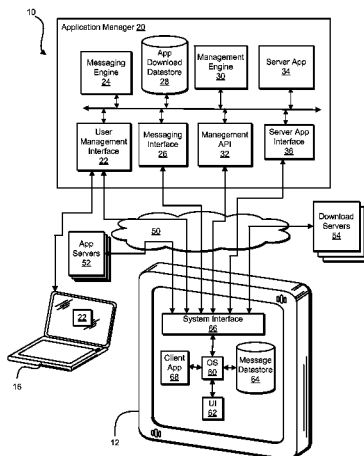 10
Application Manager 20
Messaging
Engine
24
App
Download
Datastore
28
Management
Engine
30
Server App
34
User
Management
Interface
22
Messaging
Interface
26
Management
API
32
Server App
Interface
36
50
App
Servers
52
Download
Servers
54
22
16
System Interface
66
Client
App
68
OS
60
Message
Datastore
64
UI
62
12